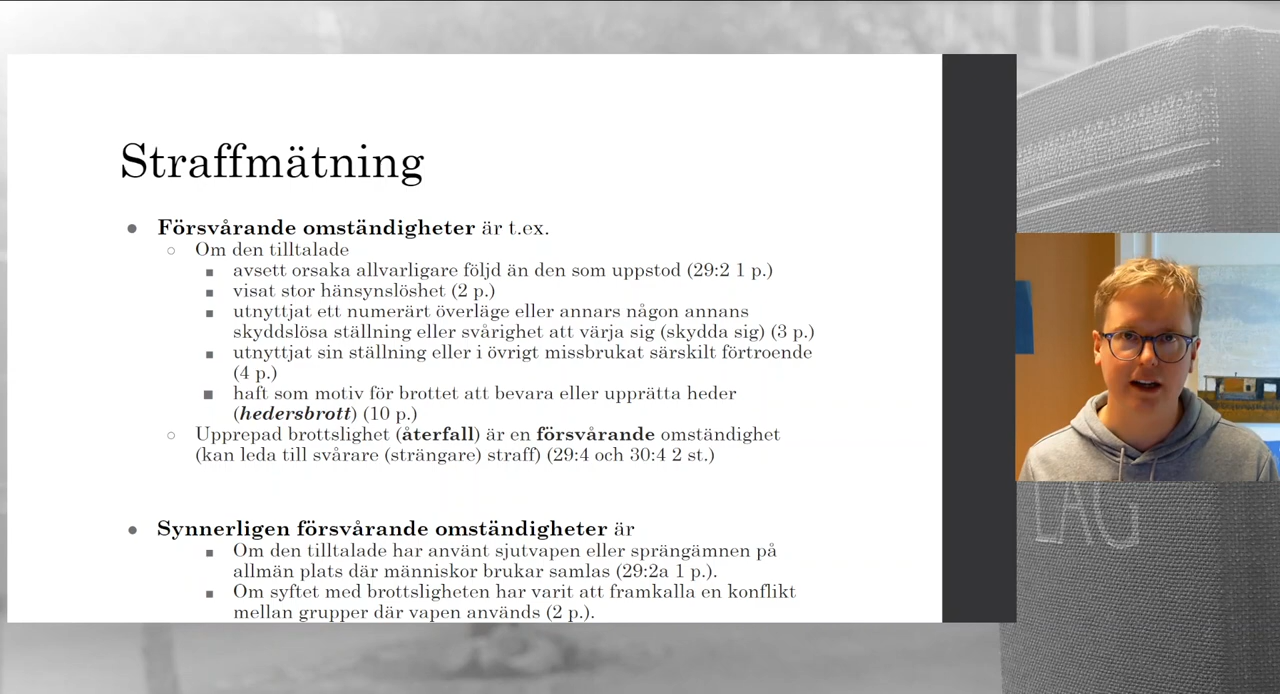 Straffmätning
● Försvårande omständigheter är t.ex.
○ Om den tilltalade
■ avsett orsaka allvarligare följd än den som uppstod (29:2 1 p.)
■ visat stor hänsynslöshet (2 p.)
■ utnyttjat ett numerärt överläge eller annars någon annans
skyddslösa ställning eller svårighet att värja sig (skydda sig) (3 p.)
■ utnyttjat sin ställning eller i övrigt missbrukat särskilt förtroende
(4 p.)
■ haft som motiv för brottet att bevara eller upprätta heder
(hedersbrott) (10 p.)
○ Upprepad brottslighet (återfall) är en försvårande omständighet
(kan leda till svårare (strängare) straff) (29:4 och 30:4 2 st.)
● Synnerligen försvårande omständigheter är
■ Om den tilltalade har använt sjutvapen eller sprängämnen på
allmän plats där människor brukar samlas (29:2a 1 p.).
■ Om syftet med brottsligheten har varit att framkalla en konflikt
mellan grupper där vapen används (2 p.).
LAG